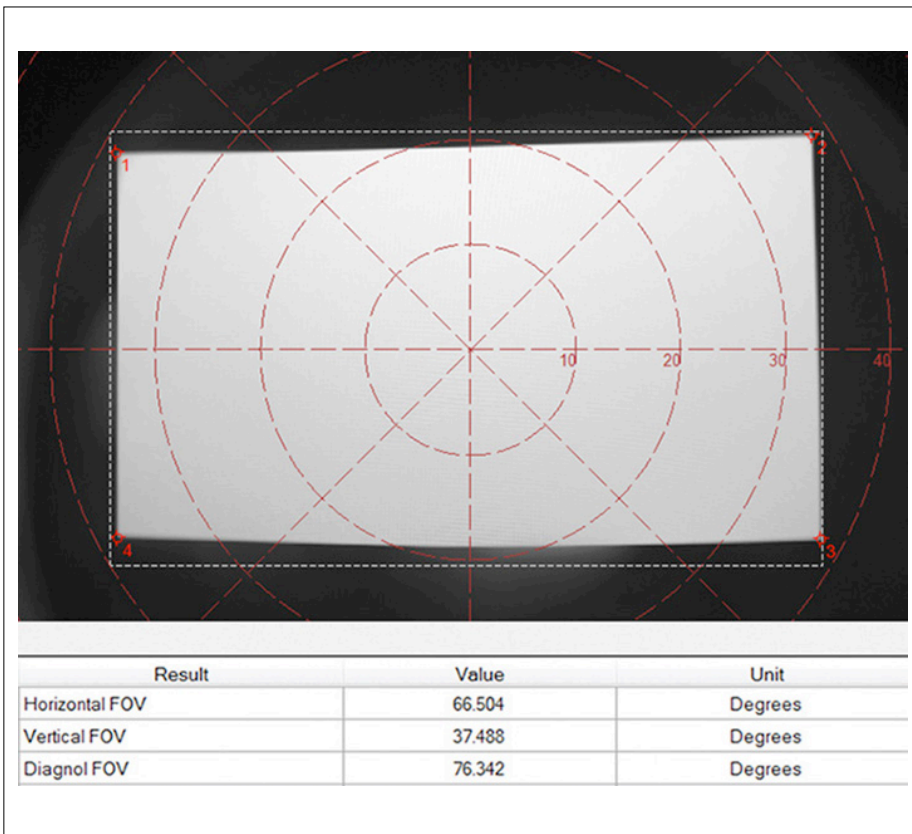 2
1
10 20 30 40
4
3
Result Value Unit
Horizontal FOV 66.504 Degrees
Vertical FOV 37.488 Degrees
Diagnol FOV 76.342 Degrees